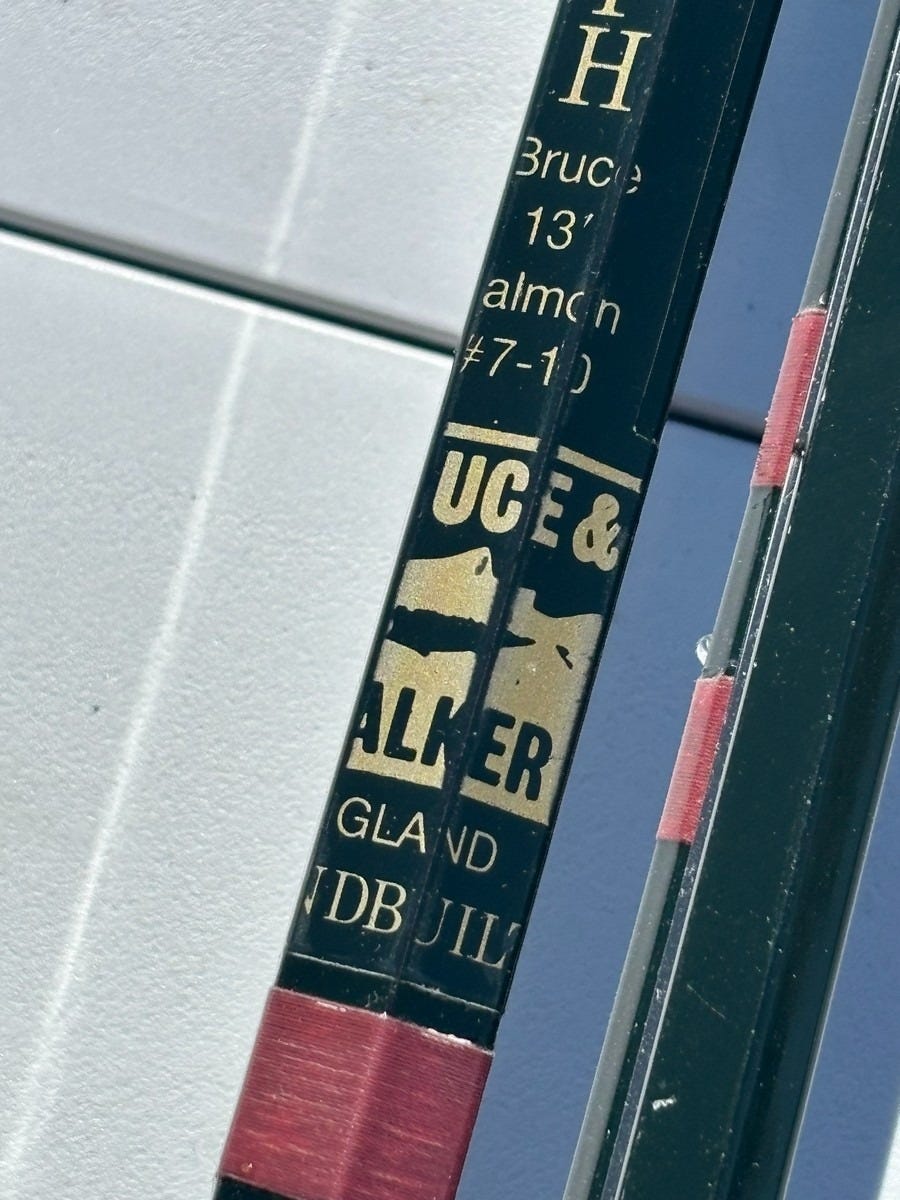 H
Bruce
13'
almon
#7-10
UCE &
ALKER
GLAND
NDBUILT